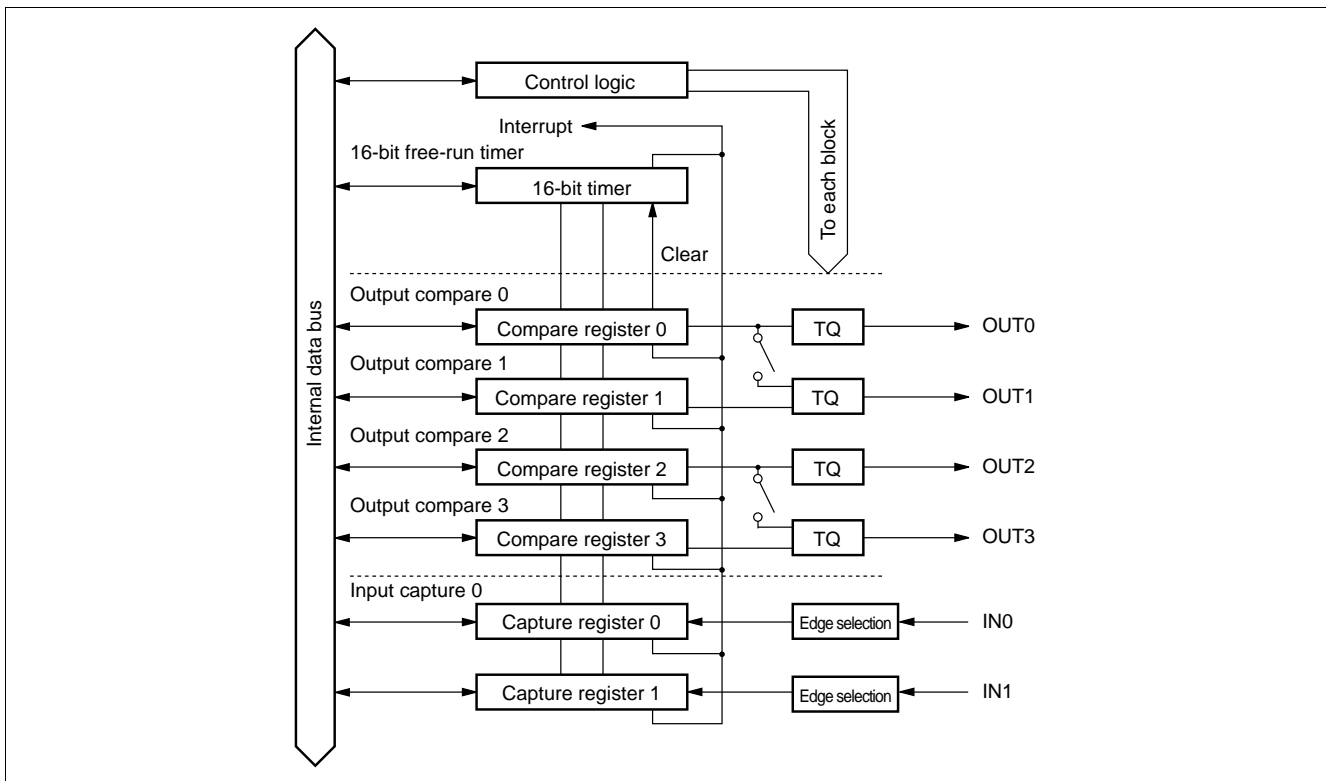 Control logic
Interrupt
16-bit free-run timer
16-bit timer
To each block
Clear
Internal data bus
Output compare 0
Compare register 0
TQ
OUT0
Output compare 1
Compare register 1
TQ
OUT1
Output compare 2
Compare register 2
TQ
OUT2
Output compare 3
Compare register 3
TQ
OUT3
Input capture 0
Capture register 0
Edge selection
IN0
Capture register 1
Edge selection
IN1